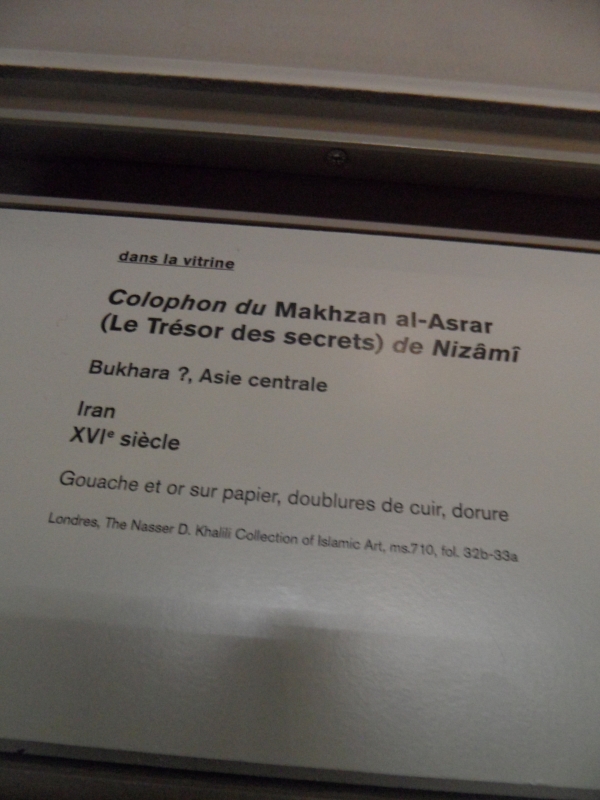 dans la vitrine
Colophon du Makhzan al-Asrar
(Le Trésor des secrets) de Nizâmî
Bukhara ?, Asie centrale
Iran
XVIe siècle
Gouache et or sur papier, doublures de cuir, dorure
Londres, The Nasser D. Khalili Collection of Islamic Art, ms.710, fol. 32b-33a